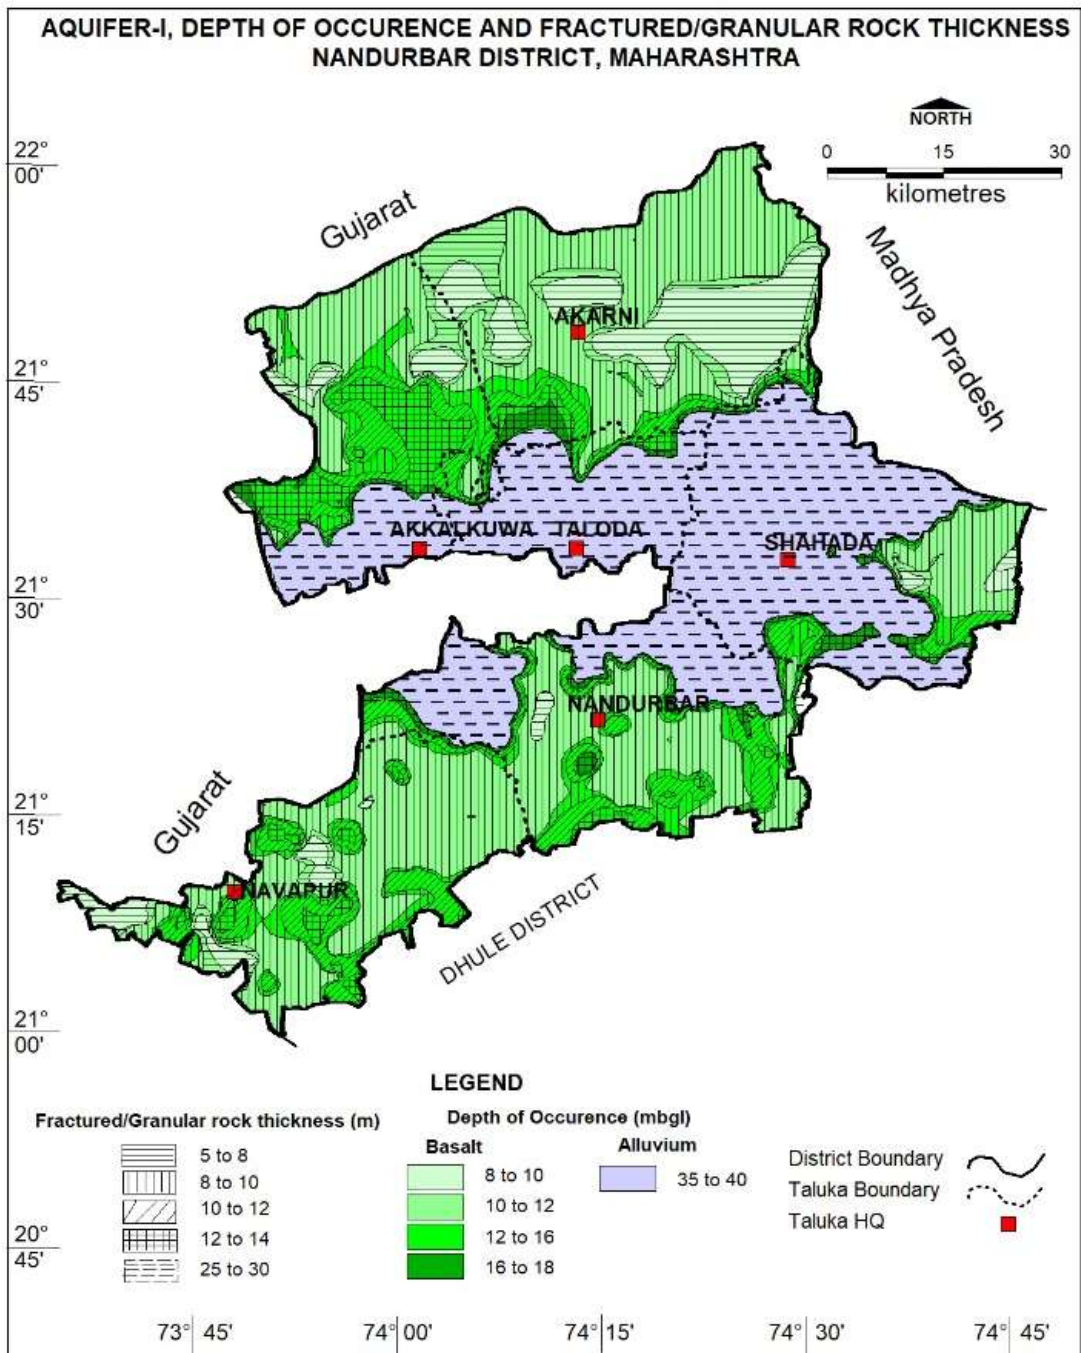 AQUIFER-I, DEPTH OF OCCURENCE AND FRACTURED/GRANULAR ROCK THICKNESS
NANDURBAR DISTRICT, MAHARASHTRA
NORTH
0 15 30
kilometres
22°
00'
Gujarat
Madhya Pradesh
AKARNI
21°
45'
AKKALKUWA TALODA
SHAHADA
21°
30'
NANDURBAR
Gujarat
21°
15'
NAVAPUR
DHULE DISTRICT
21°
00'
LEGEND
Fractured/Granular rock thickness (m)
5 to 8
8 to 10
10 to 12
12 to 14
25 to 30
Depth of Occurence (mbgl)
Basalt
8 to 10
10 to 12
12 to 16
16 to 18
Alluvium
35 to 40
District Boundary
Taluka Boundary
Taluka HQ
20°
45'
73° 45' 74° 00' 74° 15' 74° 30' 74° 45'